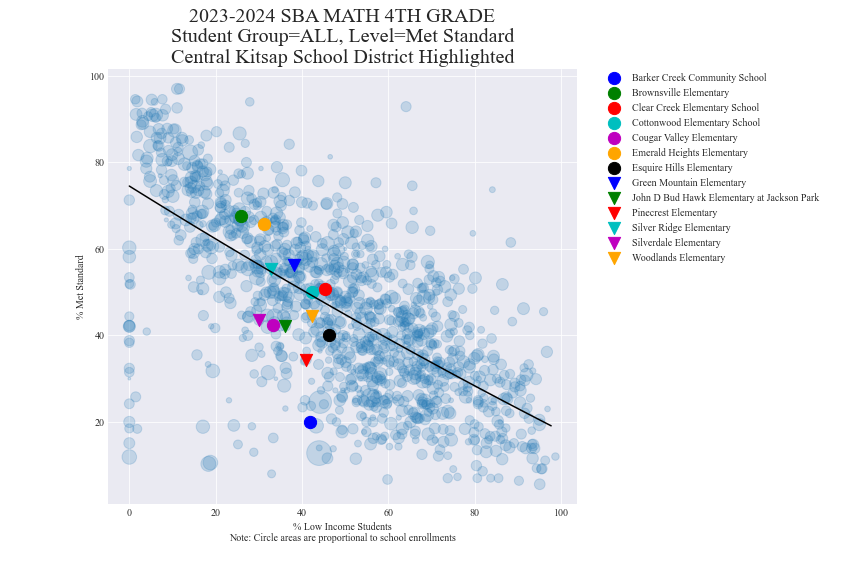 2023-2024 SBA MATH 4TH GRADE
Student Group=ALL, Level=Met Standard
Central Kitsap School District Highlighted
100
80
60
40
20
% Met Standard
0 20 40 60 80 100
% Low Income Students
Note: Circle areas are proportional to school enrollments
Barker Creek Community School
Brownsville Elementary
Clear Creek Elementary School
Cottonwood Elementary School
Cougar Valley Elementary
Emerald Heights Elementary
Esquire Hills Elementary
Green Mountain Elementary
John D Bud Hawk Elementary at Jackson Park
Pinecrest Elementary
Silver Ridge Elementary
Silverdale Elementary
Woodlands Elementary